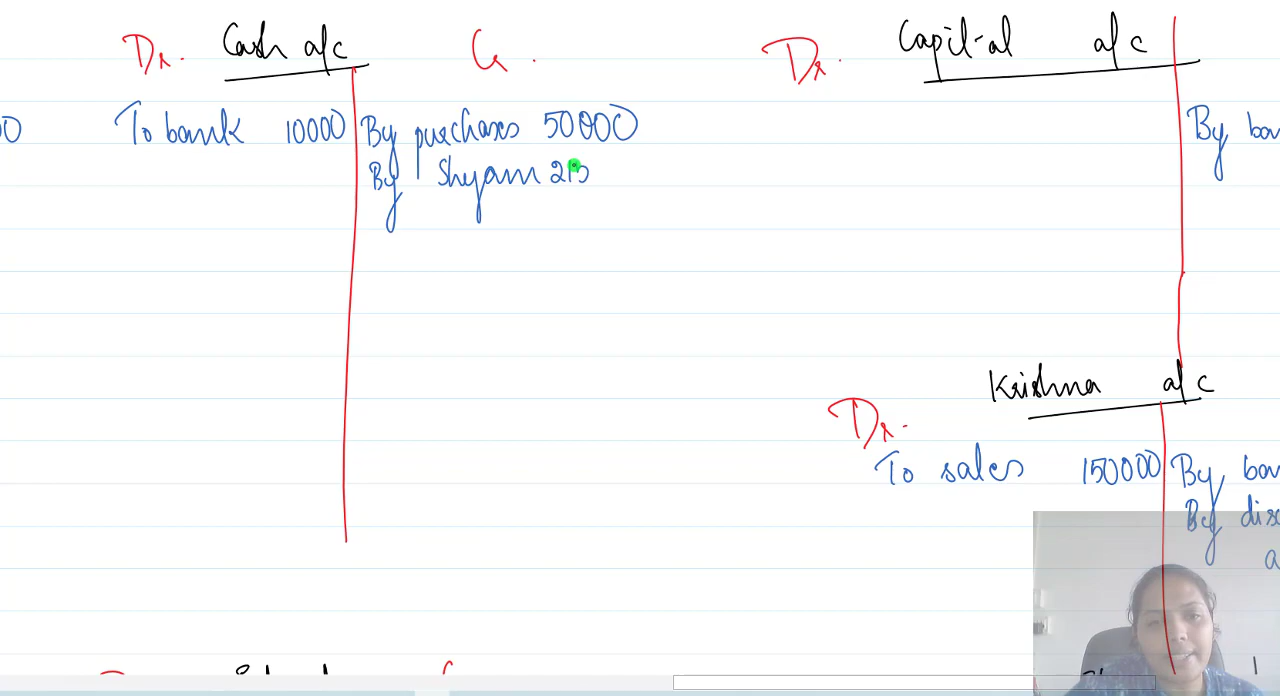 Dr. Cash a/c Cr.
To bank 10000 By purchases 50000
By Shyam
Dr. Capital a/c
By
Krishna a/c
Dr.
To sales 150000 By
By